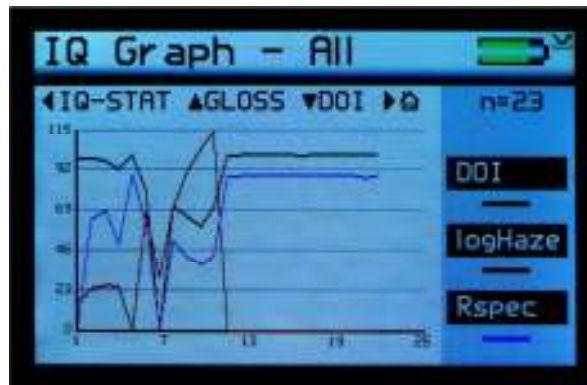 IQ Graph - All
◀IQ-STAT ▲GLOSS ▼DOI ▶⌂
n=23
115
92
69
46
23
0
1 7 13 19 25
DOI
logHaze
Rspec